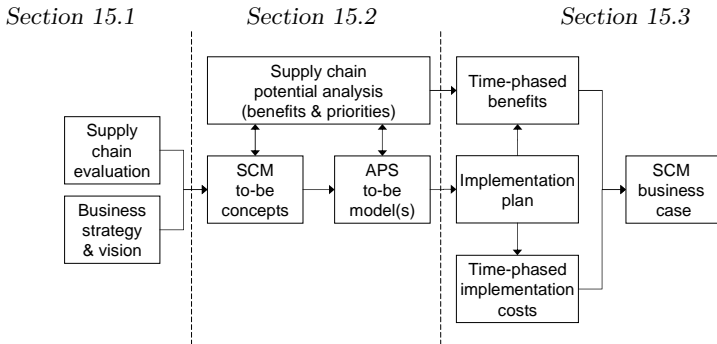 Section 15.1
Section 15.2
Section 15.3
Supply chain
potential analysis
(benefits & priorities)
Time-phased
benefits
Supply
chain
evaluation
SCM
to-be
concepts
APS
to-be
model(s)
Implementation
plan
SCM
business
case
Business
strategy
& vision
Time-phased
implementation
costs